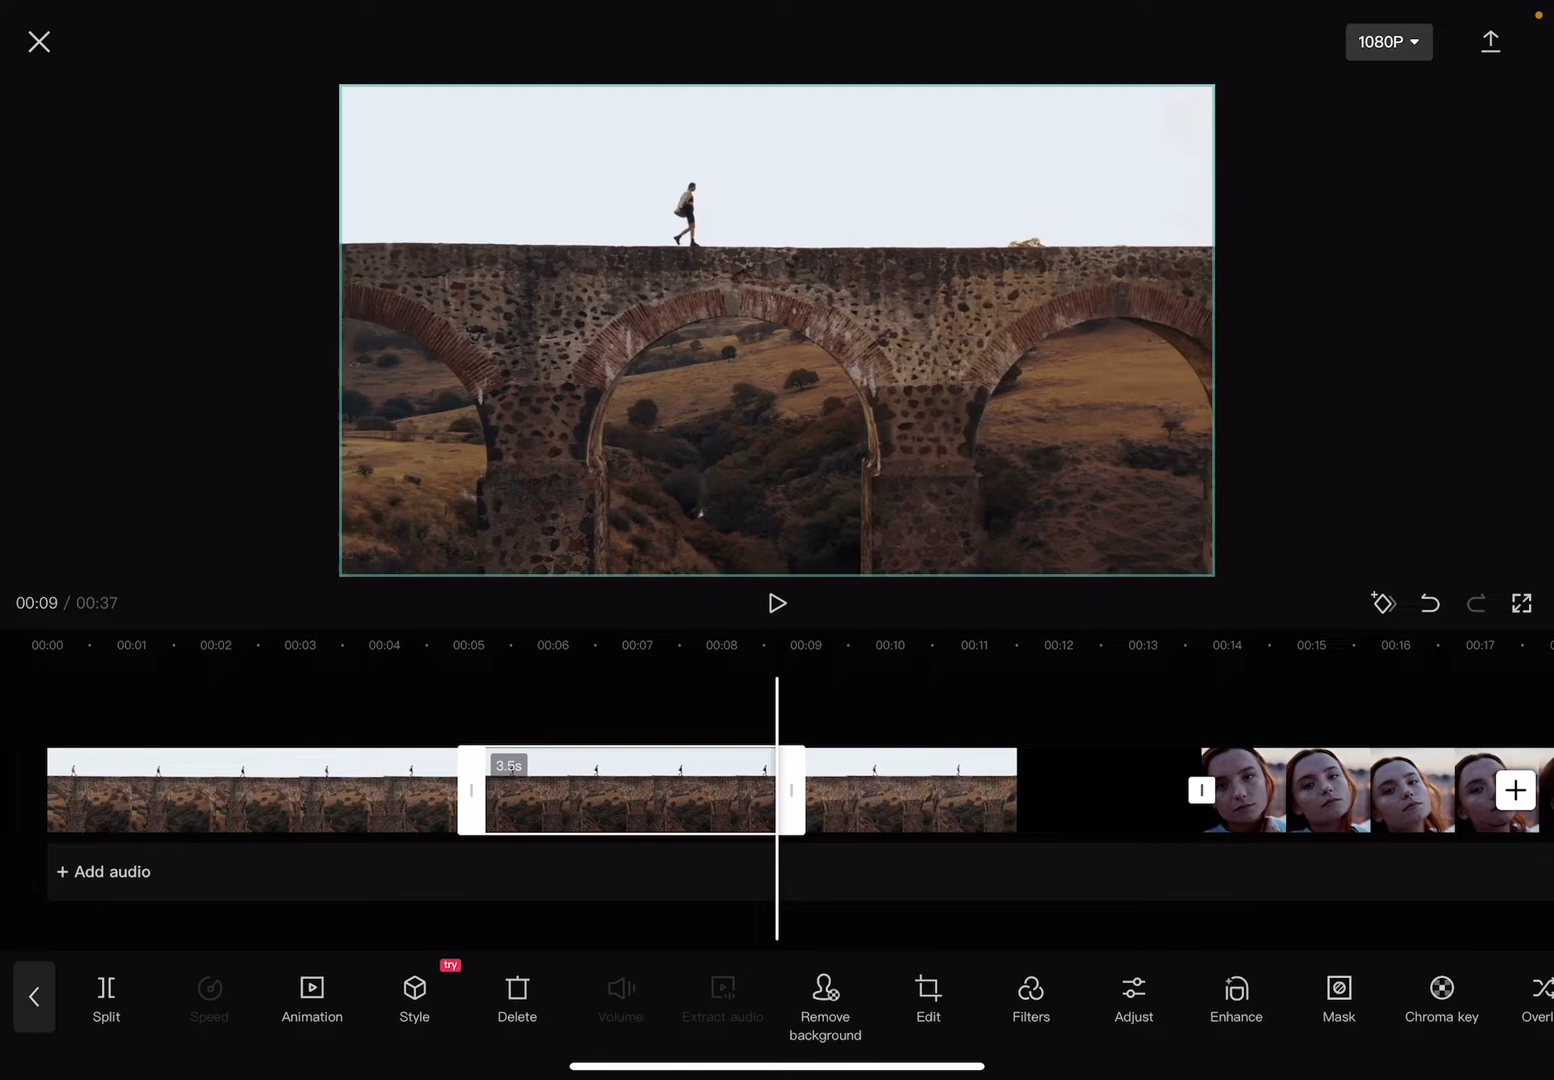 1080P
00:09 / 00:37
00:00 00:01 00:02 00:03 00:04 00:05 00:06 00:07 00:08 00:09 00:10 00:11 00:12 00:13 00:14 00:15 00:16 00:17
3.5s
+ Add audio
try
Split
Speed
Animation
Style
Delete
Volume
Extract audio
Remove
background
Edit
Filters
Adjust
Enhance
Mask
Chroma key
Overl